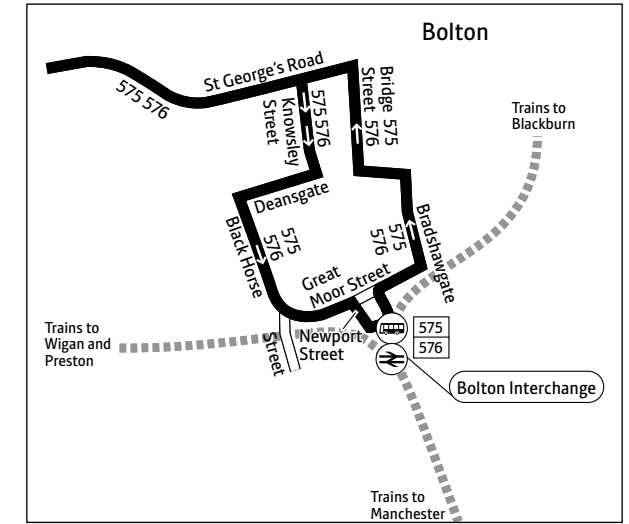 Bolton
St George's Road
575 576
575 576
Knowsley
Street
Bridge 575
Street 576
Trains to
Blackburn
Deansgate
Black Horse
Street
575
576
Great
Moor Street
575
576
Bradshawgate
Newport
Street
575
576
Trains to
Wigan and
Preston
Bolton Interchange
Trains to
Manchester